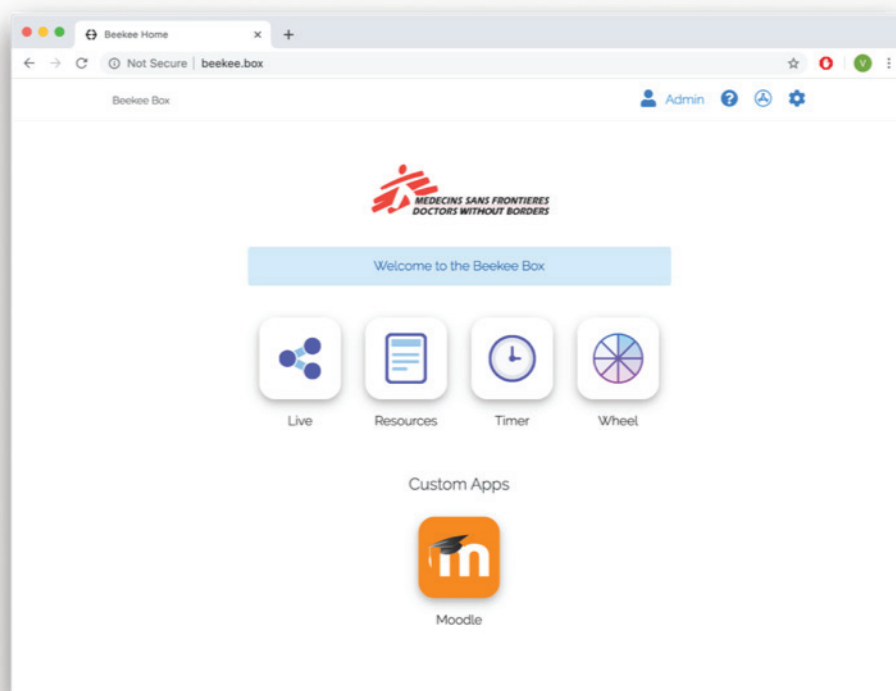 Beekee Home
Not Secure | beekee.box
V
Beekee Box
Admin
MEDECINS SANS FRONTIERES
DOCTORS WITHOUT BORDERS
Welcome to the Beekee Box
Live Resources Timer Wheel
Custom Apps
m
Moodle